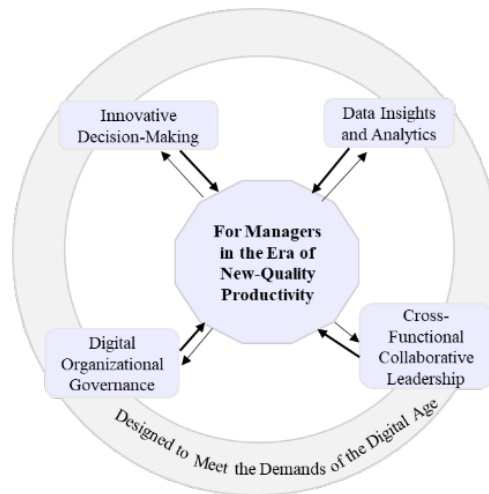 Innovative
Decision-Making
Data Insights
and Analytics
For Managers
in the Era of
New-Quality
Productivity
Digital
Organizational
Governance
Cross-
Functional
Collaborative
Leadership
Designed to Meet the Demands of the Digital Age